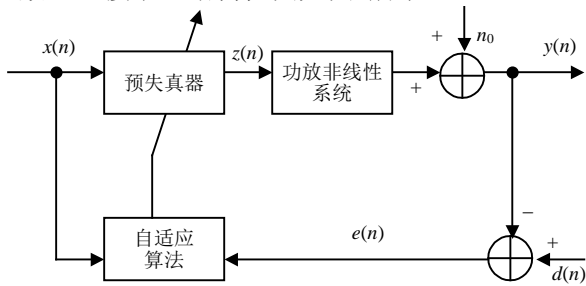 x(n)
预失真器
z(n)
功放非线性
系统
+
+
n₀
y(n)
自适应
算法
e(n)
−
+
d(n)